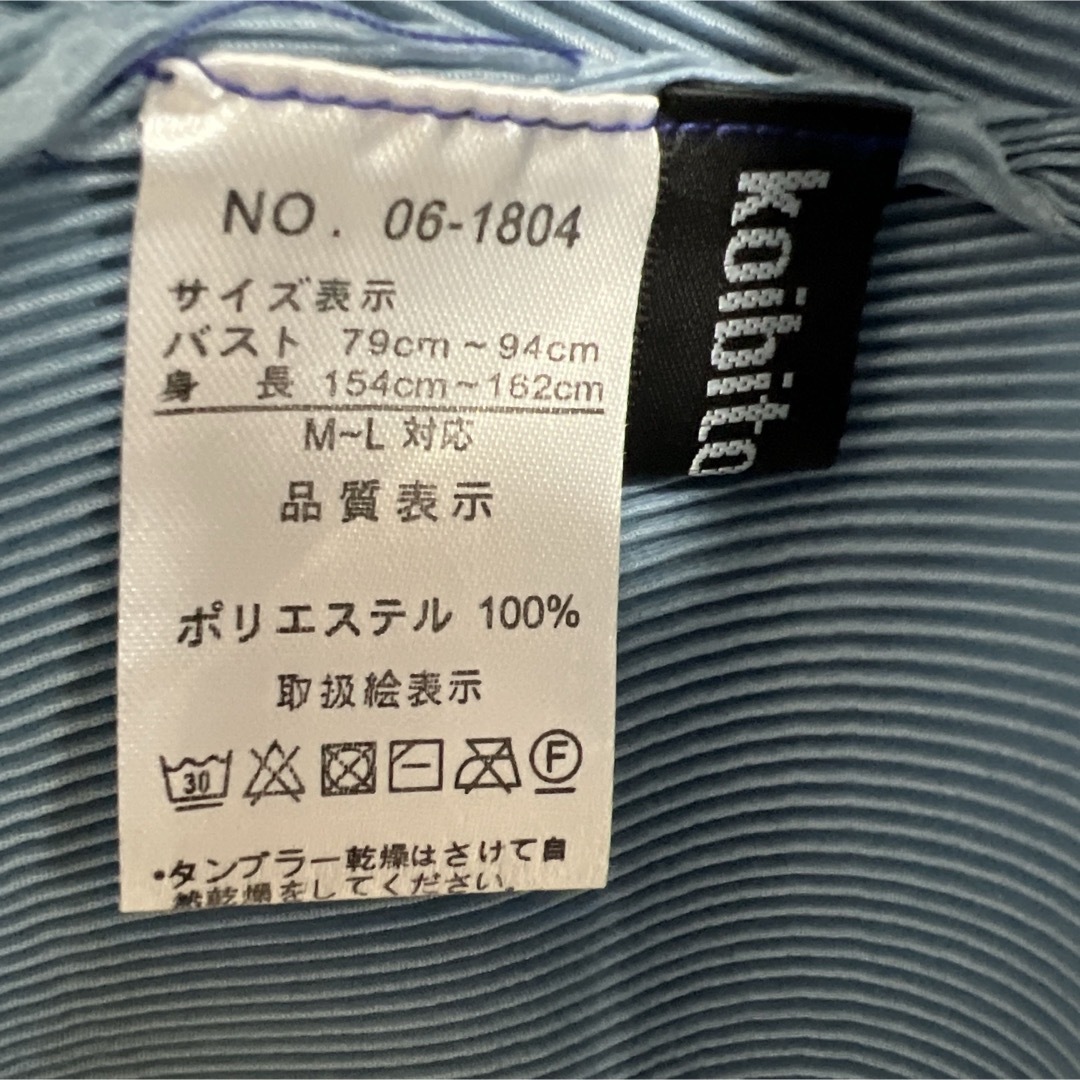 NO. 06-1804
サイズ表示
バスト 79cm~94cm
身 長 154cm~162cm
M~L 対応
品質表示
ポリエステル 100%
取扱絵表示
30 F
•タンブラー乾燥はさけて自
然乾燥をしてください。
koibito